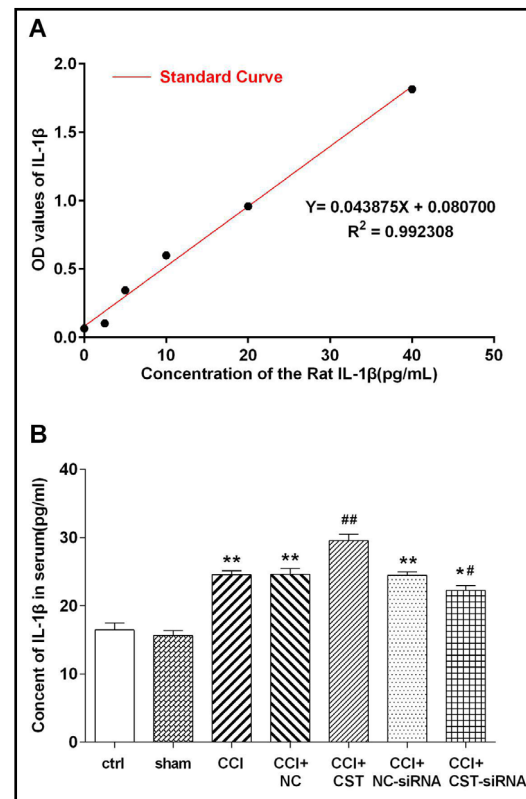 A
Standard Curve
OD values of IL-1β
2.0
1.5
1.0
0.5
0.0
Y= 0.043875X + 0.080700
R² = 0.992308
0 10 20 30 40 50
Concentration of the Rat IL-1β(pg/mL)
B
Concent of IL-1β in serum(pg/ml)
40
30
20
10
0
** ** ## ** *#
ctrl sham CCI CCI+ CCI+ CCI+ CCI+
NC CST NC-siRNA CST-siRNA